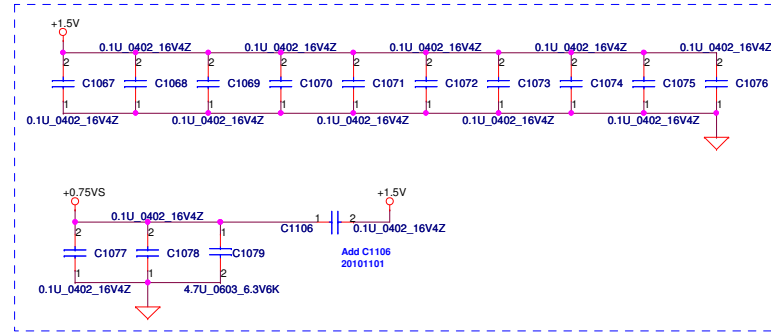 +1.5V
0.1U_0402_16V4Z 0.1U_0402_16V4Z 0.1U_0402_16V4Z 0.1U_0402_16V4Z 0.1U_0402_16V4Z
2 2 2 2 2 2 2 2 2 2
C1067 C1068 C1069 C1070 C1071 C1072 C1073 C1074 C1075 C1076
1 1 1 1 1 1 1 1 1 1
0.1U_0402_16V4Z 0.1U_0402_16V4Z 0.1U_0402_16V4Z 0.1U_0402_16V4Z 0.1U_0402_16V4Z
+0.75VS +1.5V
0.1U_0402_16V4Z 1 2
C1106 0.1U_0402_16V4Z
2 2 1
C1077 C1078 C1079
Add C1106
20101101
1 1 2
0.1U_0402_16V4Z 4.7U_0603_6.3V6K